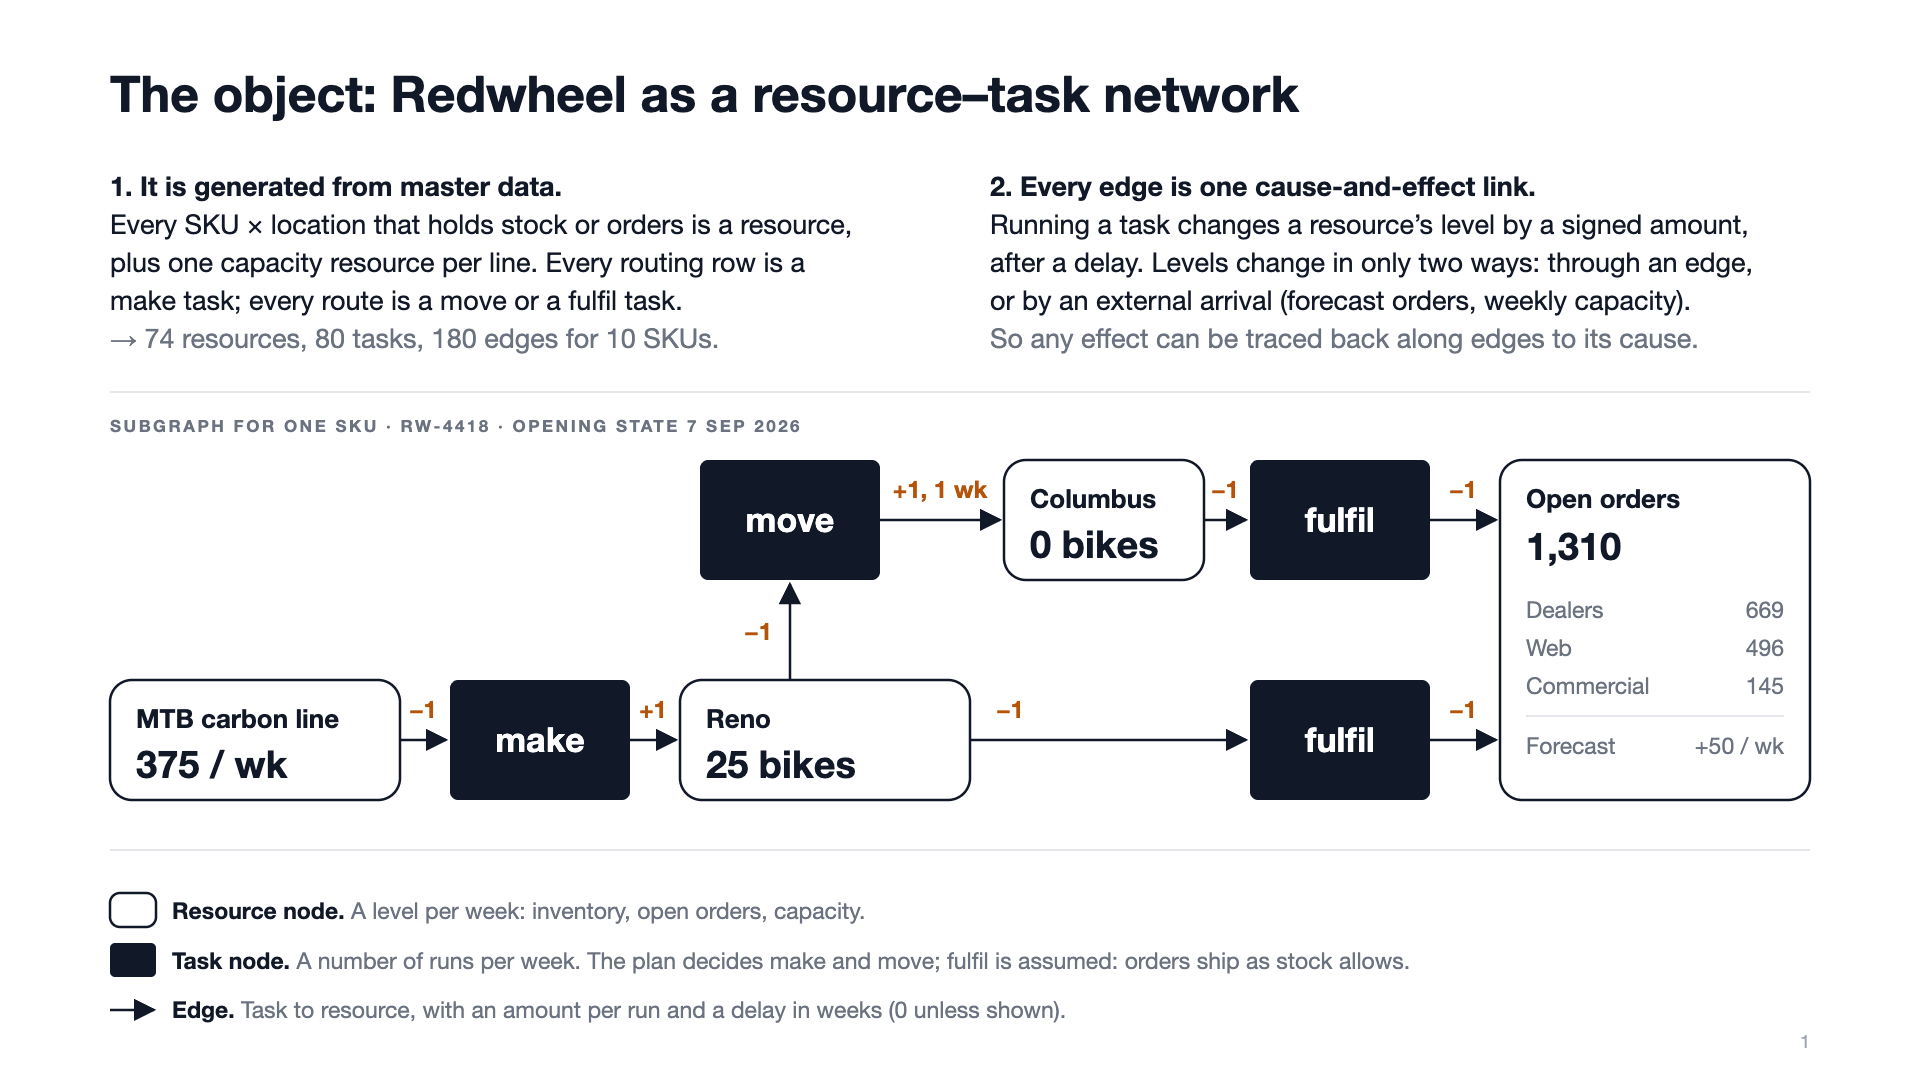 The object: Redwheel as a resource–task network
1. It is generated from master data.
Every SKU × location that holds stock or orders is a resource,
plus one capacity resource per line. Every routing row is a
make task; every route is a move or a fulfil task.
→ 74 resources, 80 tasks, 180 edges for 10 SKUs.
2. Every edge is one cause-and-effect link.
Running a task changes a resource’s level by a signed amount,
after a delay. Levels change in only two ways: through an edge,
or by an external arrival (forecast orders, weekly capacity).
So any effect can be traced back along edges to its cause.
SUBGRAPH FOR ONE SKU · RW-4418 · OPENING STATE 7 SEP 2026
move
+1, 1 wk
Columbus
0 bikes
−1
fulfil
−1
Open orders
1,310
Dealers 669
Web 496
Commercial 145
Forecast +50 / wk
−1
MTB carbon line
375 / wk
−1
make
+1
Reno
25 bikes
−1
fulfil
−1
Resource node. A level per week: inventory, open orders, capacity.
Task node. A number of runs per week. The plan decides make and move; fulfil is assumed: orders ship as stock allows.
Edge. Task to resource, with an amount per run and a delay in weeks (0 unless shown).
1